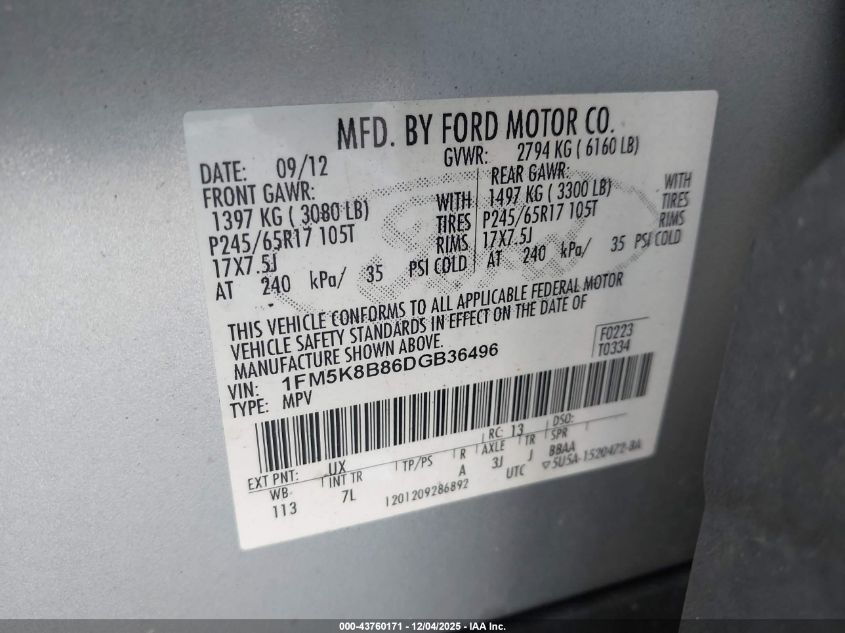 MFD. BY FORD MOTOR CO.
DATE: 09/12 GVWR: 2794 KG ( 6160 LB)
FRONT GAWR: REAR GAWR:
1397 KG ( 3080 LB) WITH 1497 KG ( 3300 LB) WITH
P245/65R17 105T TIRES P245/65R17 105T TIRES
17X7.5J RIMS 17X7.5J RIMS
AT 240 kPa/ 35 PSI COLD AT 240 kPa/ 35 PSI COLD
THIS VEHICLE CONFORMS TO ALL APPLICABLE FEDERAL MOTOR
VEHICLE SAFETY STANDARDS IN EFFECT ON THE DATE OF
MANUFACTURE SHOWN ABOVE.
F0223
T0334
VIN: 1FM5K8B86DGB36496
TYPE: MPV
RC: 13 DSO:
EXT PNT: UX
WB INT TR TP/PS R AXLE TR SPR
113 7L A 3J J BBAA
1201209286892 UTC ▽5U5A-1520472-BA
000-43760171 - 12/04/2025 - IAA Inc.